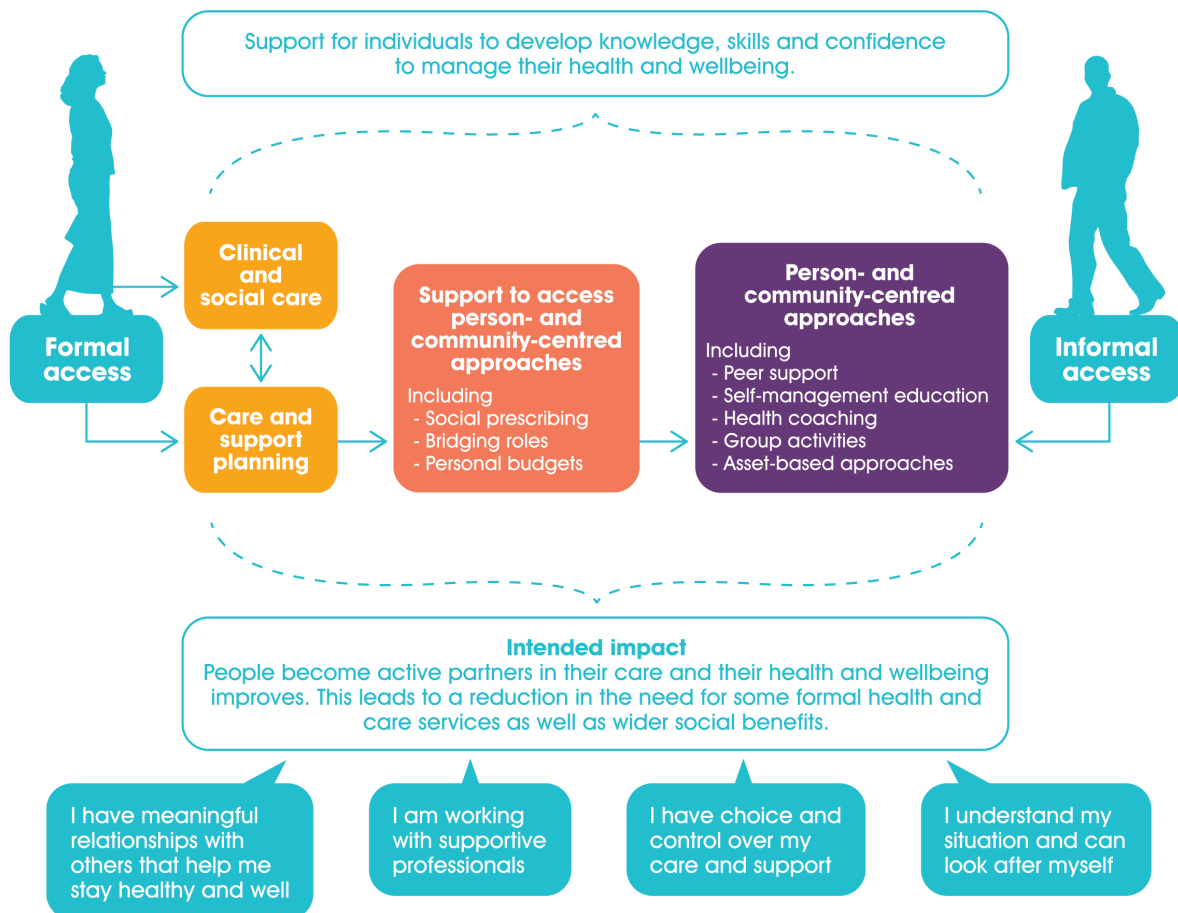 Support for individuals to develop knowledge, skills and confidence
to manage their health and wellbeing.
Formal
access
Clinical
and
social care
Care and
support
planning
Support to access
person- and
community-centred
approaches
Including
- Social prescribing
- Bridging roles
- Personal budgets
Person- and
community-centred
approaches
Including
- Peer support
- Self-management education
- Health coaching
- Group activities
- Asset-based approaches
Informal
access
Intended impact
People become active partners in their care and their health and wellbeing
improves. This leads to a reduction in the need for some formal health and
care services as well as wider social benefits.
I have meaningful
relationships with
others that help me
stay healthy and well
I am working
with supportive
professionals
I have choice and
control over my
care and support
I understand my
situation and can
look after myself